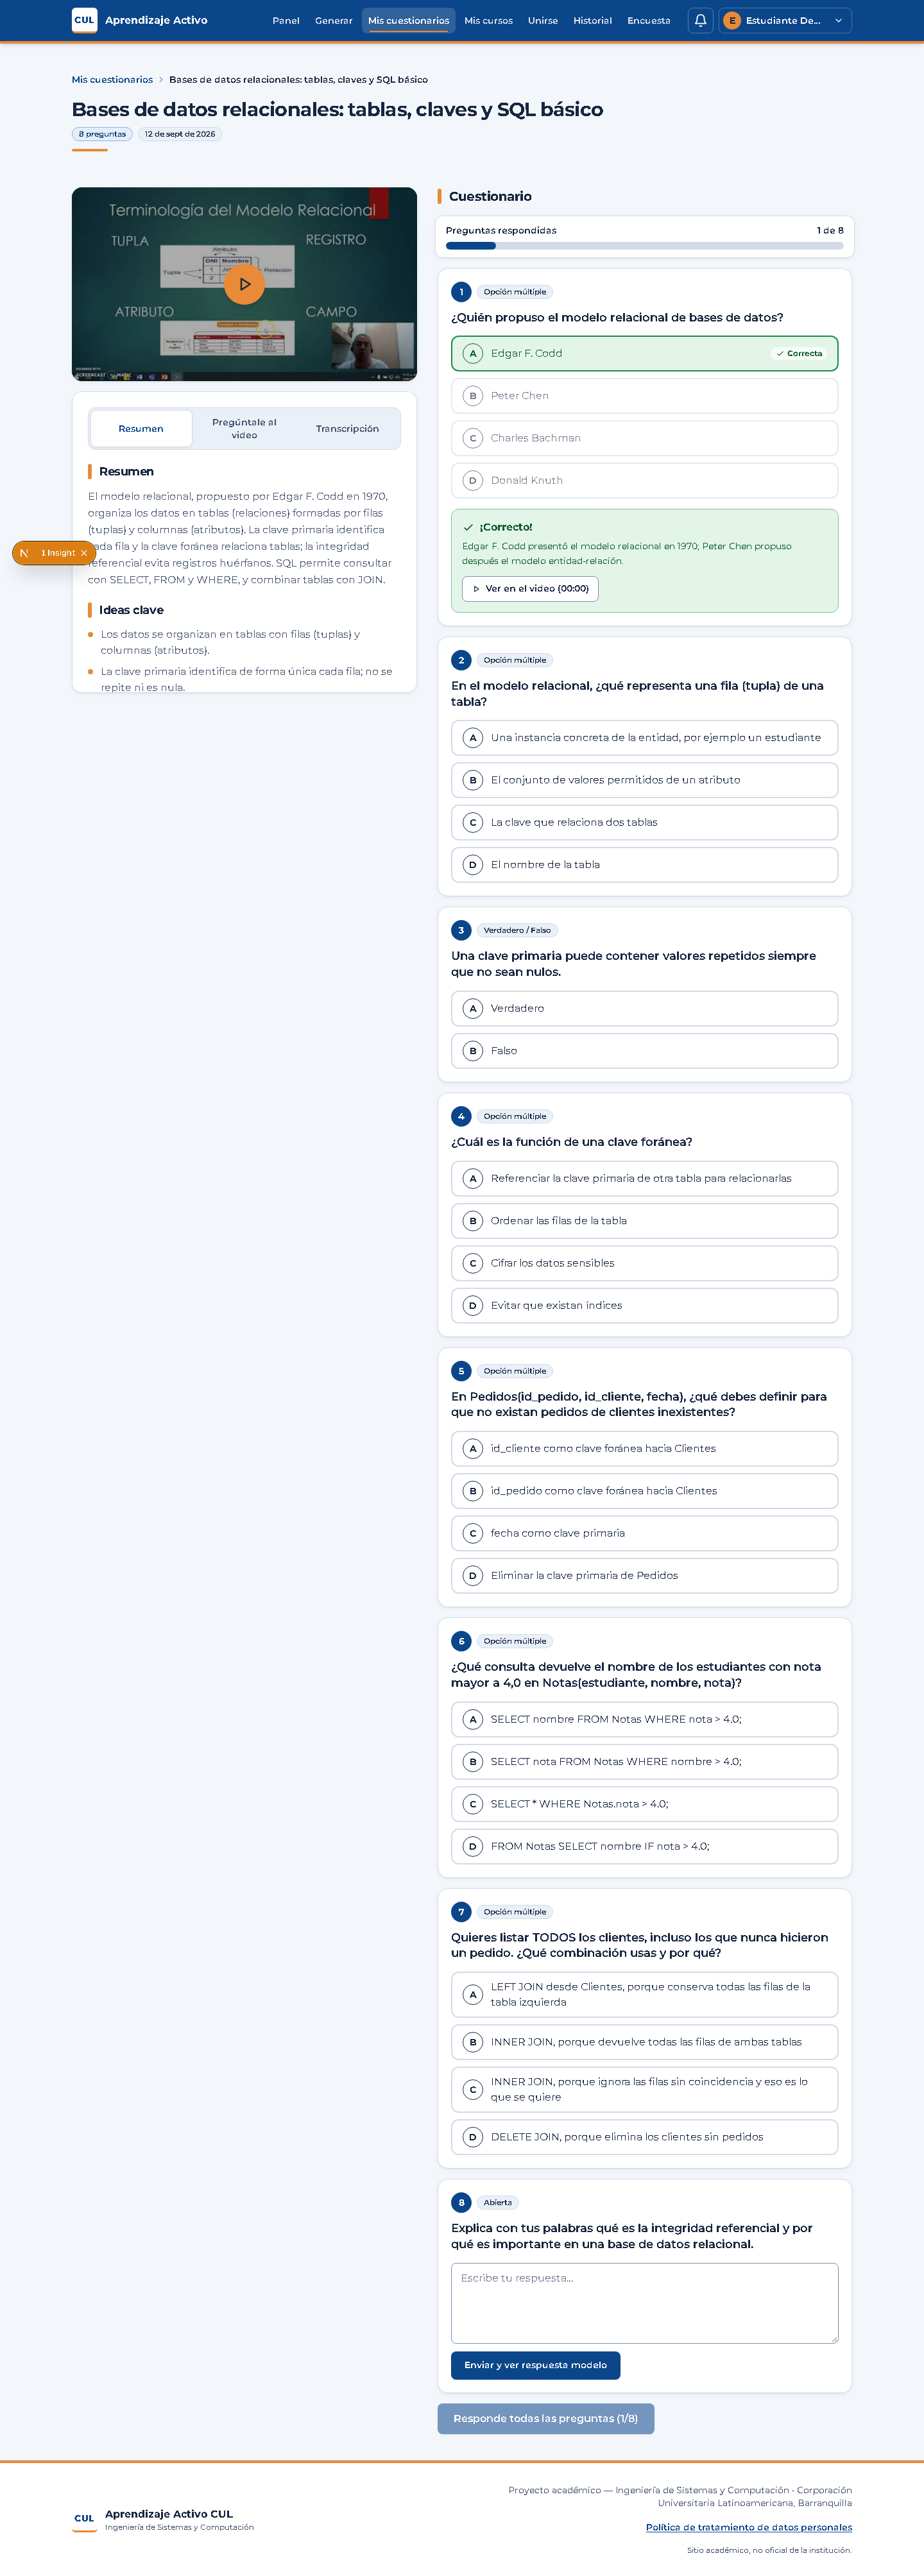 CUL
Aprendizaje Activo
Panel
Generar
Mis cuestionarios
Mis cursos
Unirse
Historial
Encuesta
E
Estudiante De...
Mis cuestionarios > Bases de datos relacionales: tablas, claves y SQL básico
Bases de datos relacionales: tablas, claves y SQL básico
8 preguntas
12 de sept de 2026
Terminología del Modelo Relacional
TUPLA
REGISTRO
Atributo
DNI Nombre
Tupla
Relación
ATRIBUTO
CAMPO
Resumen
Pregúntale al
video
Transcripción
Resumen
El modelo relacional, propuesto por Edgar F. Codd en 1970,
organiza los datos en tablas (relaciones) formadas por filas
(tuplas) y columnas (atributos). La clave primaria identifica
cada fila y la clave foránea relaciona tablas; la integridad
referencial evita registros huérfanos. SQL permite consultar
con SELECT, FROM y WHERE, y combinar tablas con JOIN.
N 1 Insight
Ideas clave
Los datos se organizan en tablas con filas (tuplas) y
columnas (atributos).
La clave primaria identifica de forma única cada fila; no se
repite ni es nula.
Cuestionario
Preguntas respondidas
1 de 8
1
Opción múltiple
¿Quién propuso el modelo relacional de bases de datos?
A Edgar F. Codd
Correcta
B Peter Chen
C Charles Bachman
D Donald Knuth
¡Correcto!
Edgar F. Codd presentó el modelo relacional en 1970; Peter Chen propuso
después el modelo entidad-relación.
Ver en el video (00:00)
2
Opción múltiple
En el modelo relacional, ¿qué representa una fila (tupla) de una
tabla?
A Una instancia concreta de la entidad, por ejemplo un estudiante
B El conjunto de valores permitidos de un atributo
C La clave que relaciona dos tablas
D El nombre de la tabla
3
Verdadero / Falso
Una clave primaria puede contener valores repetidos siempre
que no sean nulos.
A Verdadero
B Falso
4
Opción múltiple
¿Cuál es la función de una clave foránea?
A Referenciar la clave primaria de otra tabla para relacionarlas
B Ordenar las filas de la tabla
C Cifrar los datos sensibles
D Evitar que existan índices
5
Opción múltiple
En Pedidos(id_pedido, id_cliente, fecha), ¿qué debes definir para
que no existan pedidos de clientes inexistentes?
A id_cliente como clave foránea hacia Clientes
B id_pedido como clave foránea hacia Clientes
C fecha como clave primaria
D Eliminar la clave primaria de Pedidos
6
Opción múltiple
¿Qué consulta devuelve el nombre de los estudiantes con nota
mayor a 4,0 en Notas(estudiante, nombre, nota)?
A SELECT nombre FROM Notas WHERE nota > 4.0;
B SELECT nota FROM Notas WHERE nombre > 4.0;
C SELECT * WHERE Notas.nota > 4.0;
D FROM Notas SELECT nombre IF nota > 4.0;
7
Opción múltiple
Quieres listar TODOS los clientes, incluso los que nunca hicieron
un pedido. ¿Qué combinación usas y por qué?
A LEFT JOIN desde Clientes, porque conserva todas las filas de la
tabla izquierda
B INNER JOIN, porque devuelve todas las filas de ambas tablas
C INNER JOIN, porque ignora las filas sin coincidencia y eso es lo
que se quiere
D DELETE JOIN, porque elimina los clientes sin pedidos
8
Abierta
Explica con tus palabras qué es la integridad referencial y por
qué es importante en una base de datos relacional.
Escribe tu respuesta...
Enviar y ver respuesta modelo
Responde todas las preguntas (1/8)
CUL
Aprendizaje Activo CUL
Ingeniería de Sistemas y Computación
Proyecto académico — Ingeniería de Sistemas y Computación · Corporación
Universitaria Latinoamericana, Barranquilla
Política de tratamiento de datos personales
Sitio académico, no oficial de la institución.